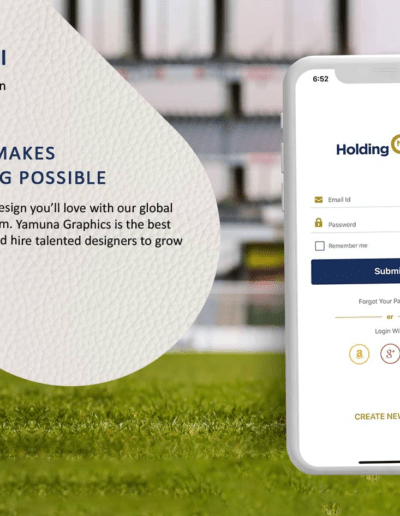 I
n
MAKES
G POSSIBLE
esign you’ll love with our global
m. Yamuna Graphics is the best
d hire talented designers to grow
6:52
Holding
Email Id
Password
Remember me
Submi
Forgot Your Pa
or
Login Wi
a
g+
CREATE NEW